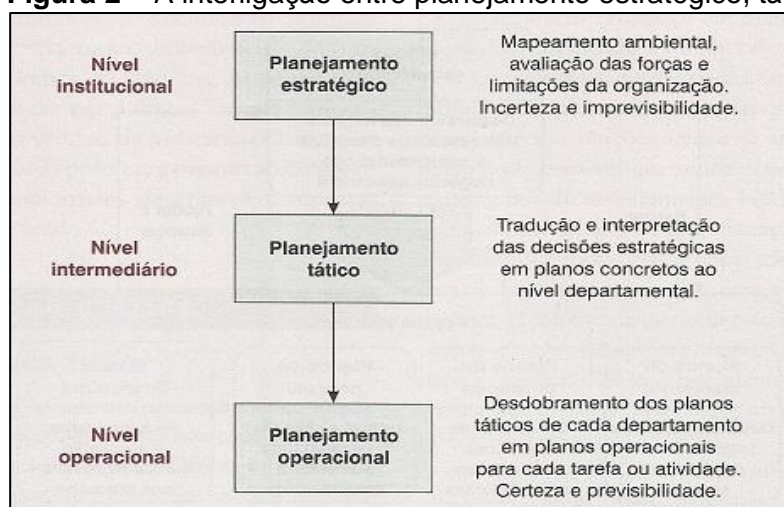 Figura 2 – A interligação entre planejamento estratégico, tá
Nível
institucional
Planejamento
estratégico
Mapeamento ambiental,
avaliação das forças e
limitações da organização.
Incerteza e imprevisibilidade.
Nível
intermediário
Planejamento
tático
Tradução e interpretação
das decisões estratégicas
em planos concretos ao
nível departamental.
Nível
operacional
Planejamento
operacional
Desdobramento dos planos
táticos de cada departamento
em planos operacionais
para cada tarefa ou atividade.
Certeza e previsibilidade.